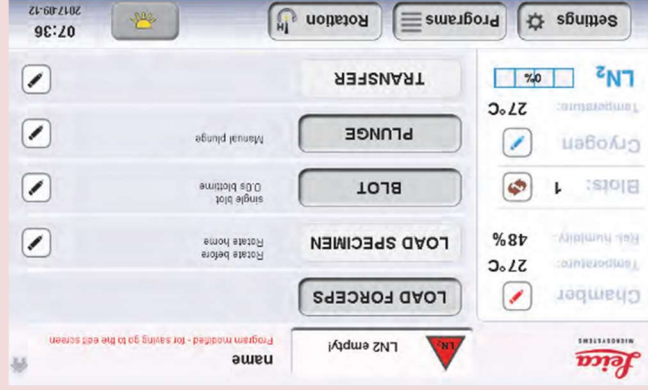 Leica
MICROSYSTEMS
LN₂
LN2 empty!
name
Program modified - for saving go to the edit screen
Chamber
Temperature:
27°C
Rel. humidity:
48%
Blots: 1
Cryogen
Temperature:
27°C
LN₂
0%
LOAD FORCEPS
LOAD SPECIMEN
Rotate before
Rotate home
BLOT
single blot
0.0s blottime
PLUNGE
Manual plunge
TRANSFER
Settings
Programs
Rotation
07:36
2017-09-12